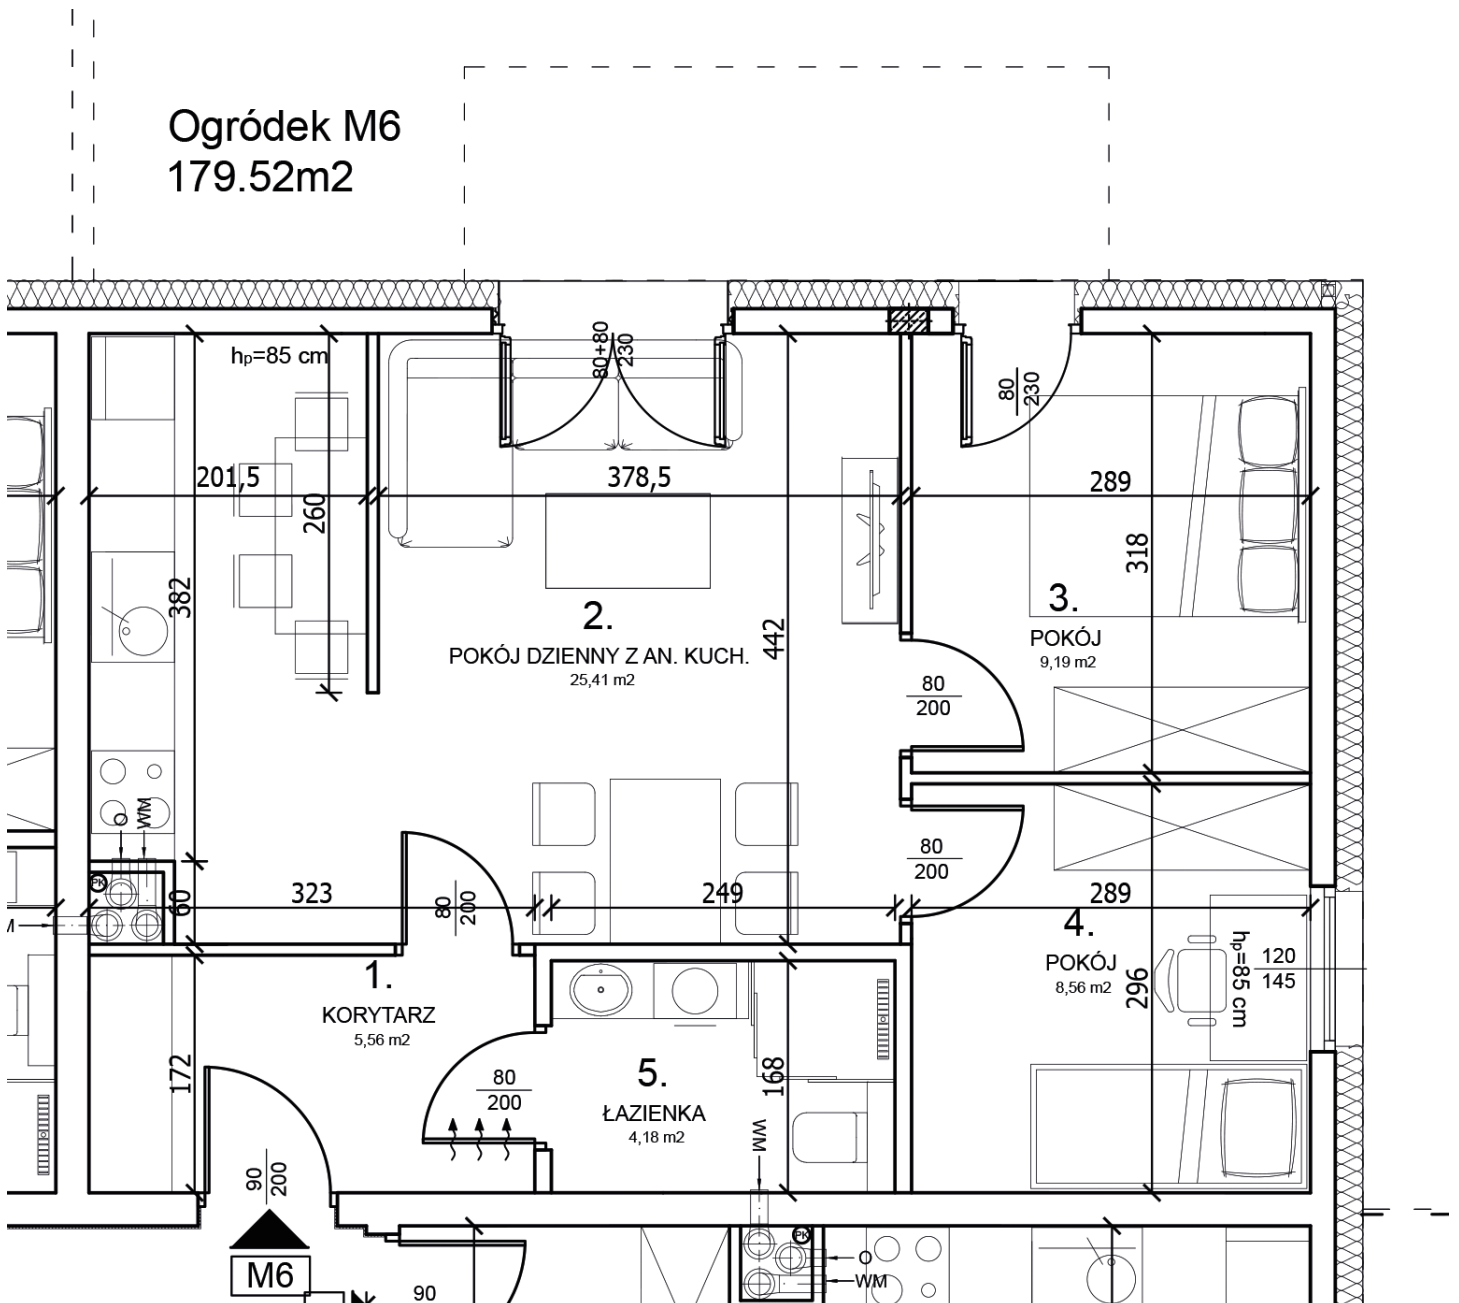 Ogródek M6
179.52m2
hp=85 cm
80+80
230
80
230
201,5
378,5
289
260
382
318
442
2.
POKÓJ DZIENNY Z AN. KUCH.
25,41 m2
3.
POKÓJ
9,19 m2
80
200
80
200
O
WM
PK
60
323
80
200
249
289
4.
POKÓJ
8,56 m2
296
hp=85 cm
120
145
1.
KORYTARZ
5,56 m2
172
80
200
5.
ŁAZIENKA
4,18 m2
168
WM
90
200
M6
90
PK
O
WM